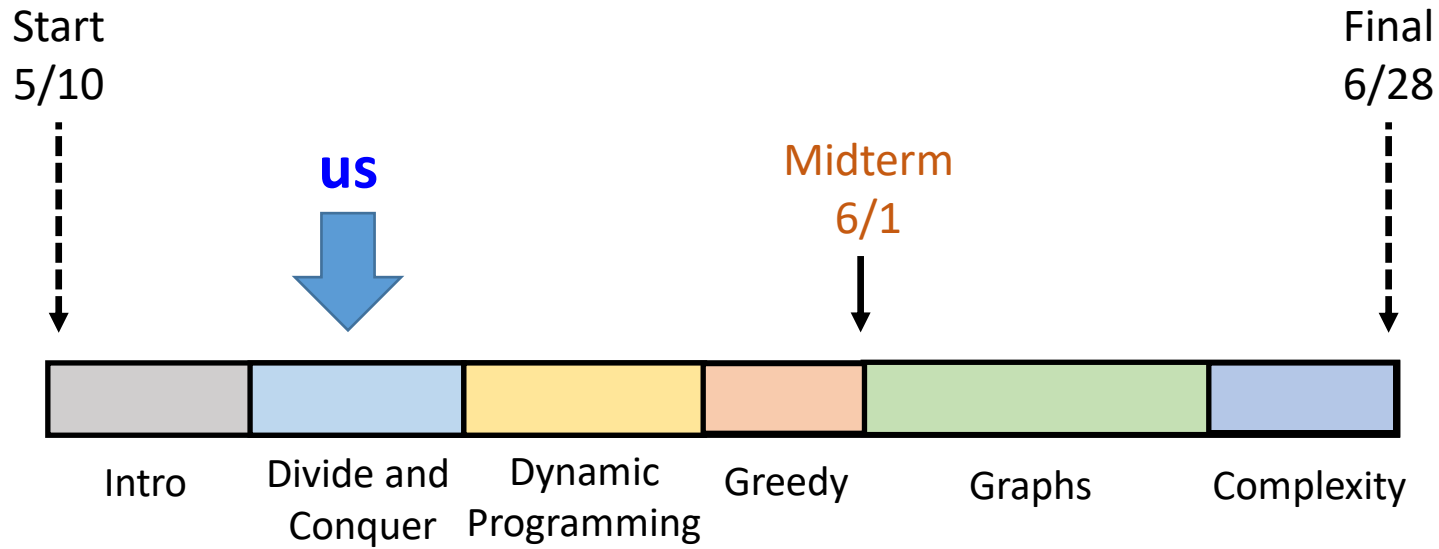 Start
5/10
Final
6/28
us
Midterm
6/1
Intro
Divide and
Conquer
Dynamic
Programming
Greedy
Graphs
Complexity